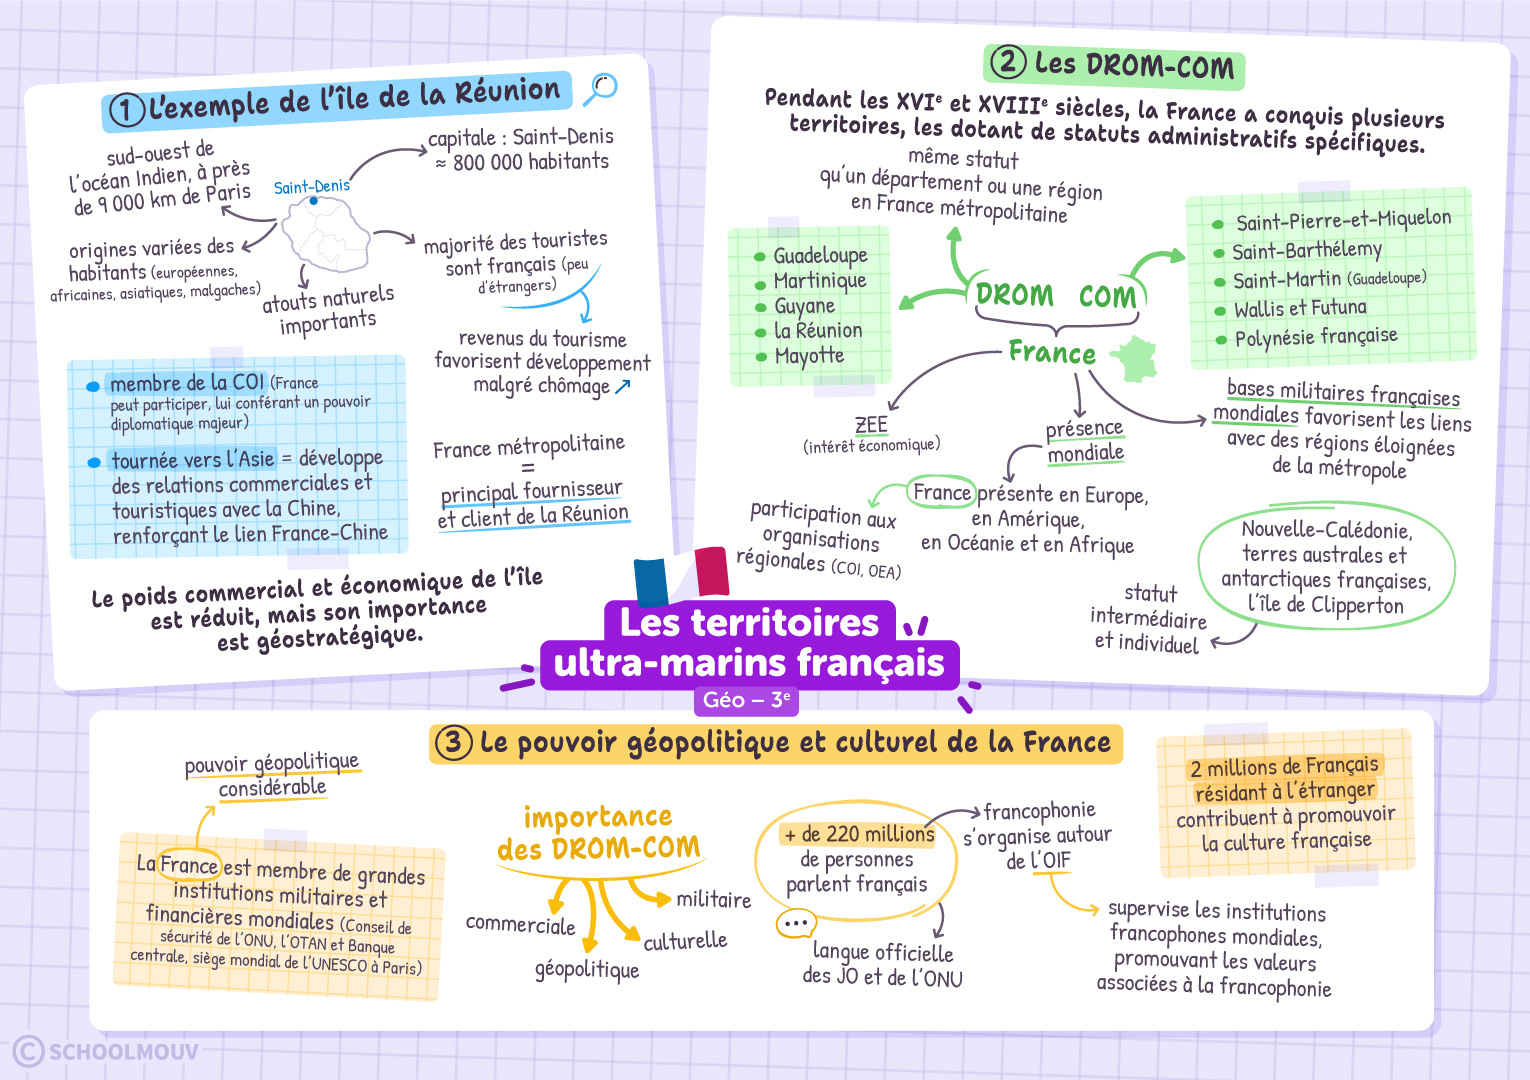 ① L'exemple de l'île de la Réunion
sud-ouest de
l'océan Indien, à près
de 9 000 km de Paris
Saint-Denis
capitale : Saint-Denis
≈ 800 000 habitants
origines variées des
habitants (européennes,
africaines, asiatiques, malgaches)
atouts naturels
importants
majorité des touristes
sont français (peu
d'étrangers)
revenus du tourisme
favorisent développement
malgré chômage ↗
membre de la COI (France
peut participer, lui conférant un pouvoir
diplomatique majeur)
tournée vers l'Asie = développe
des relations commerciales et
touristiques avec la Chine,
renforçant le lien France-Chine
France métropolitaine
=
principal fournisseur
et client de la Réunion
Le poids commercial et économique de l'île
est réduit, mais son importance
est géostratégique.
② Les DROM-COM
Pendant les XVIe et XVIIIe siècles, la France a conquis plusieurs
territoires, les dotant de statuts administratifs spécifiques.
même statut
qu'un département ou une région
en France métropolitaine
Guadeloupe
Martinique
Guyane
la Réunion
Mayotte
DROM COM
France
Saint-Pierre-et-Miquelon
Saint-Barthélemy
Saint-Martin (Guadeloupe)
Wallis et Futuna
Polynésie française
ZEE
(intérêt économique)
présence
mondiale
bases militaires françaises
mondiales favorisent les liens
avec des régions éloignées
de la métropole
France présente en Europe,
en Amérique,
en Océanie et en Afrique
participation aux
organisations
régionales (COI, OEA)
Nouvelle-Calédonie,
terres australes et
antarctiques françaises,
l'île de Clipperton
statut
intermédiaire
et individuel
Les territoires
ultra-marins français
Géo – 3e
③ Le pouvoir géopolitique et culturel de la France
pouvoir géopolitique
considérable
La France est membre de grandes
institutions militaires et
financières mondiales (Conseil de
sécurité de l'ONU, l'OTAN et Banque
centrale, siège mondial de l'UNESCO à Paris)
importance
des DROM-COM
commerciale
géopolitique
culturelle
militaire
+ de 220 millions
de personnes
parlent français
langue officielle
des JO et de l'ONU
francophonie
s'organise autour
de l'OIF
supervise les institutions
francophones mondiales,
promouvant les valeurs
associées à la francophonie
2 millions de Français
résidant à l'étranger
contribuent à promouvoir
la culture française
© SCHOOLMOUV